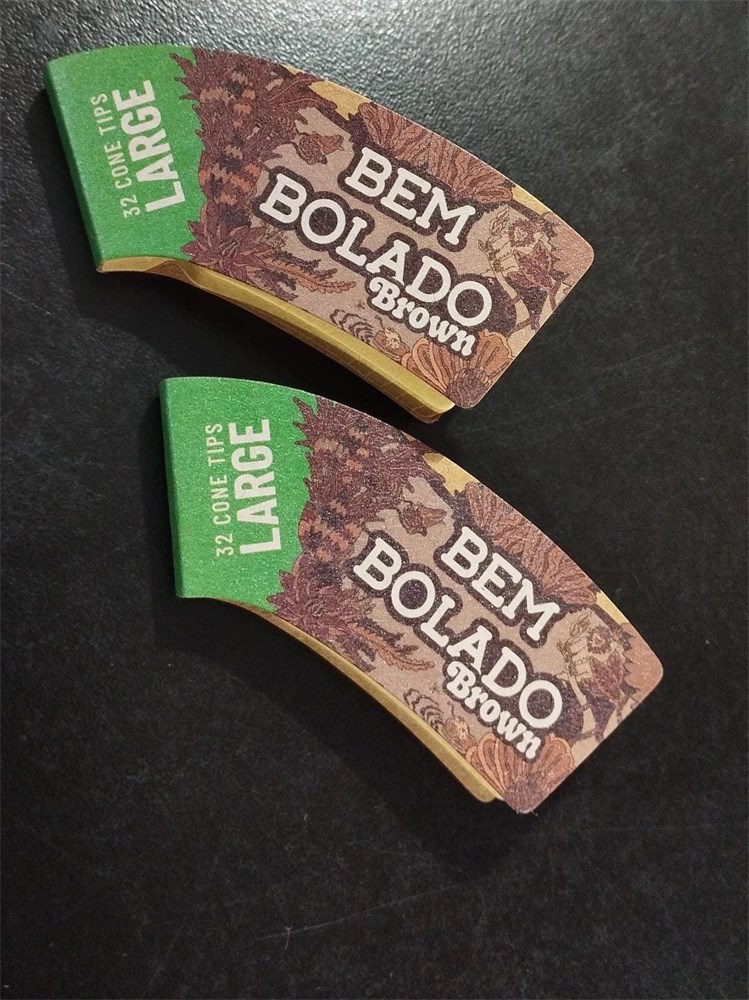 32 CONE TIPS
LARGE
BEM
BOLADO
Brown
32 CONE TIPS
LARGE
BEM
BOLADO
Brown